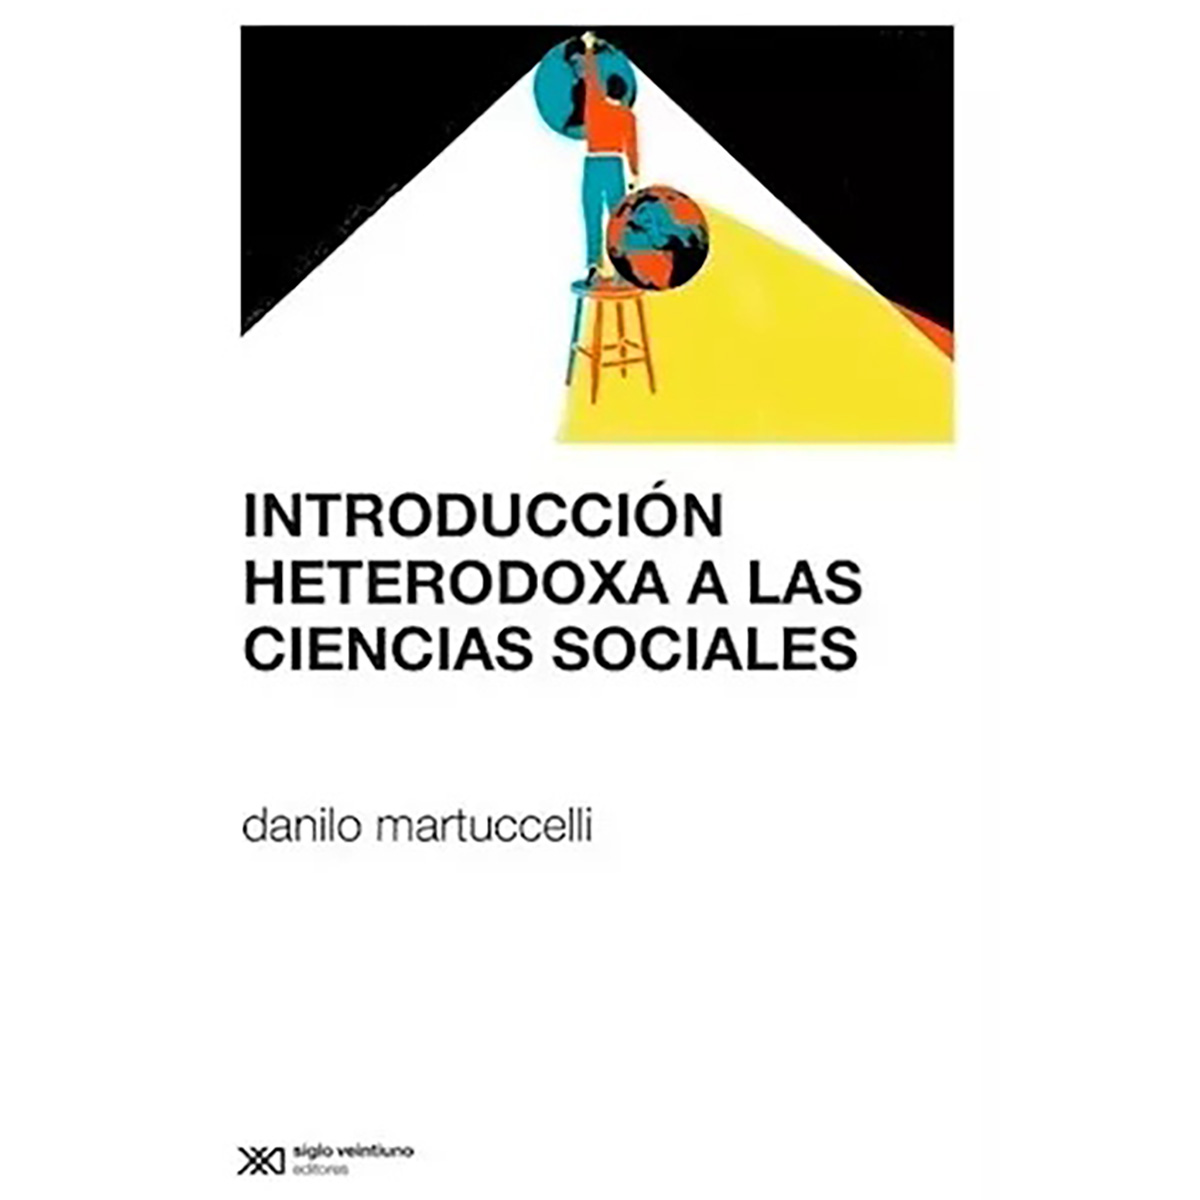 INTRODUCCIÓN
HETERODOXA A LAS
CIENCIAS SOCIALES
danilo martuccelli
siglo veintiuno
editores